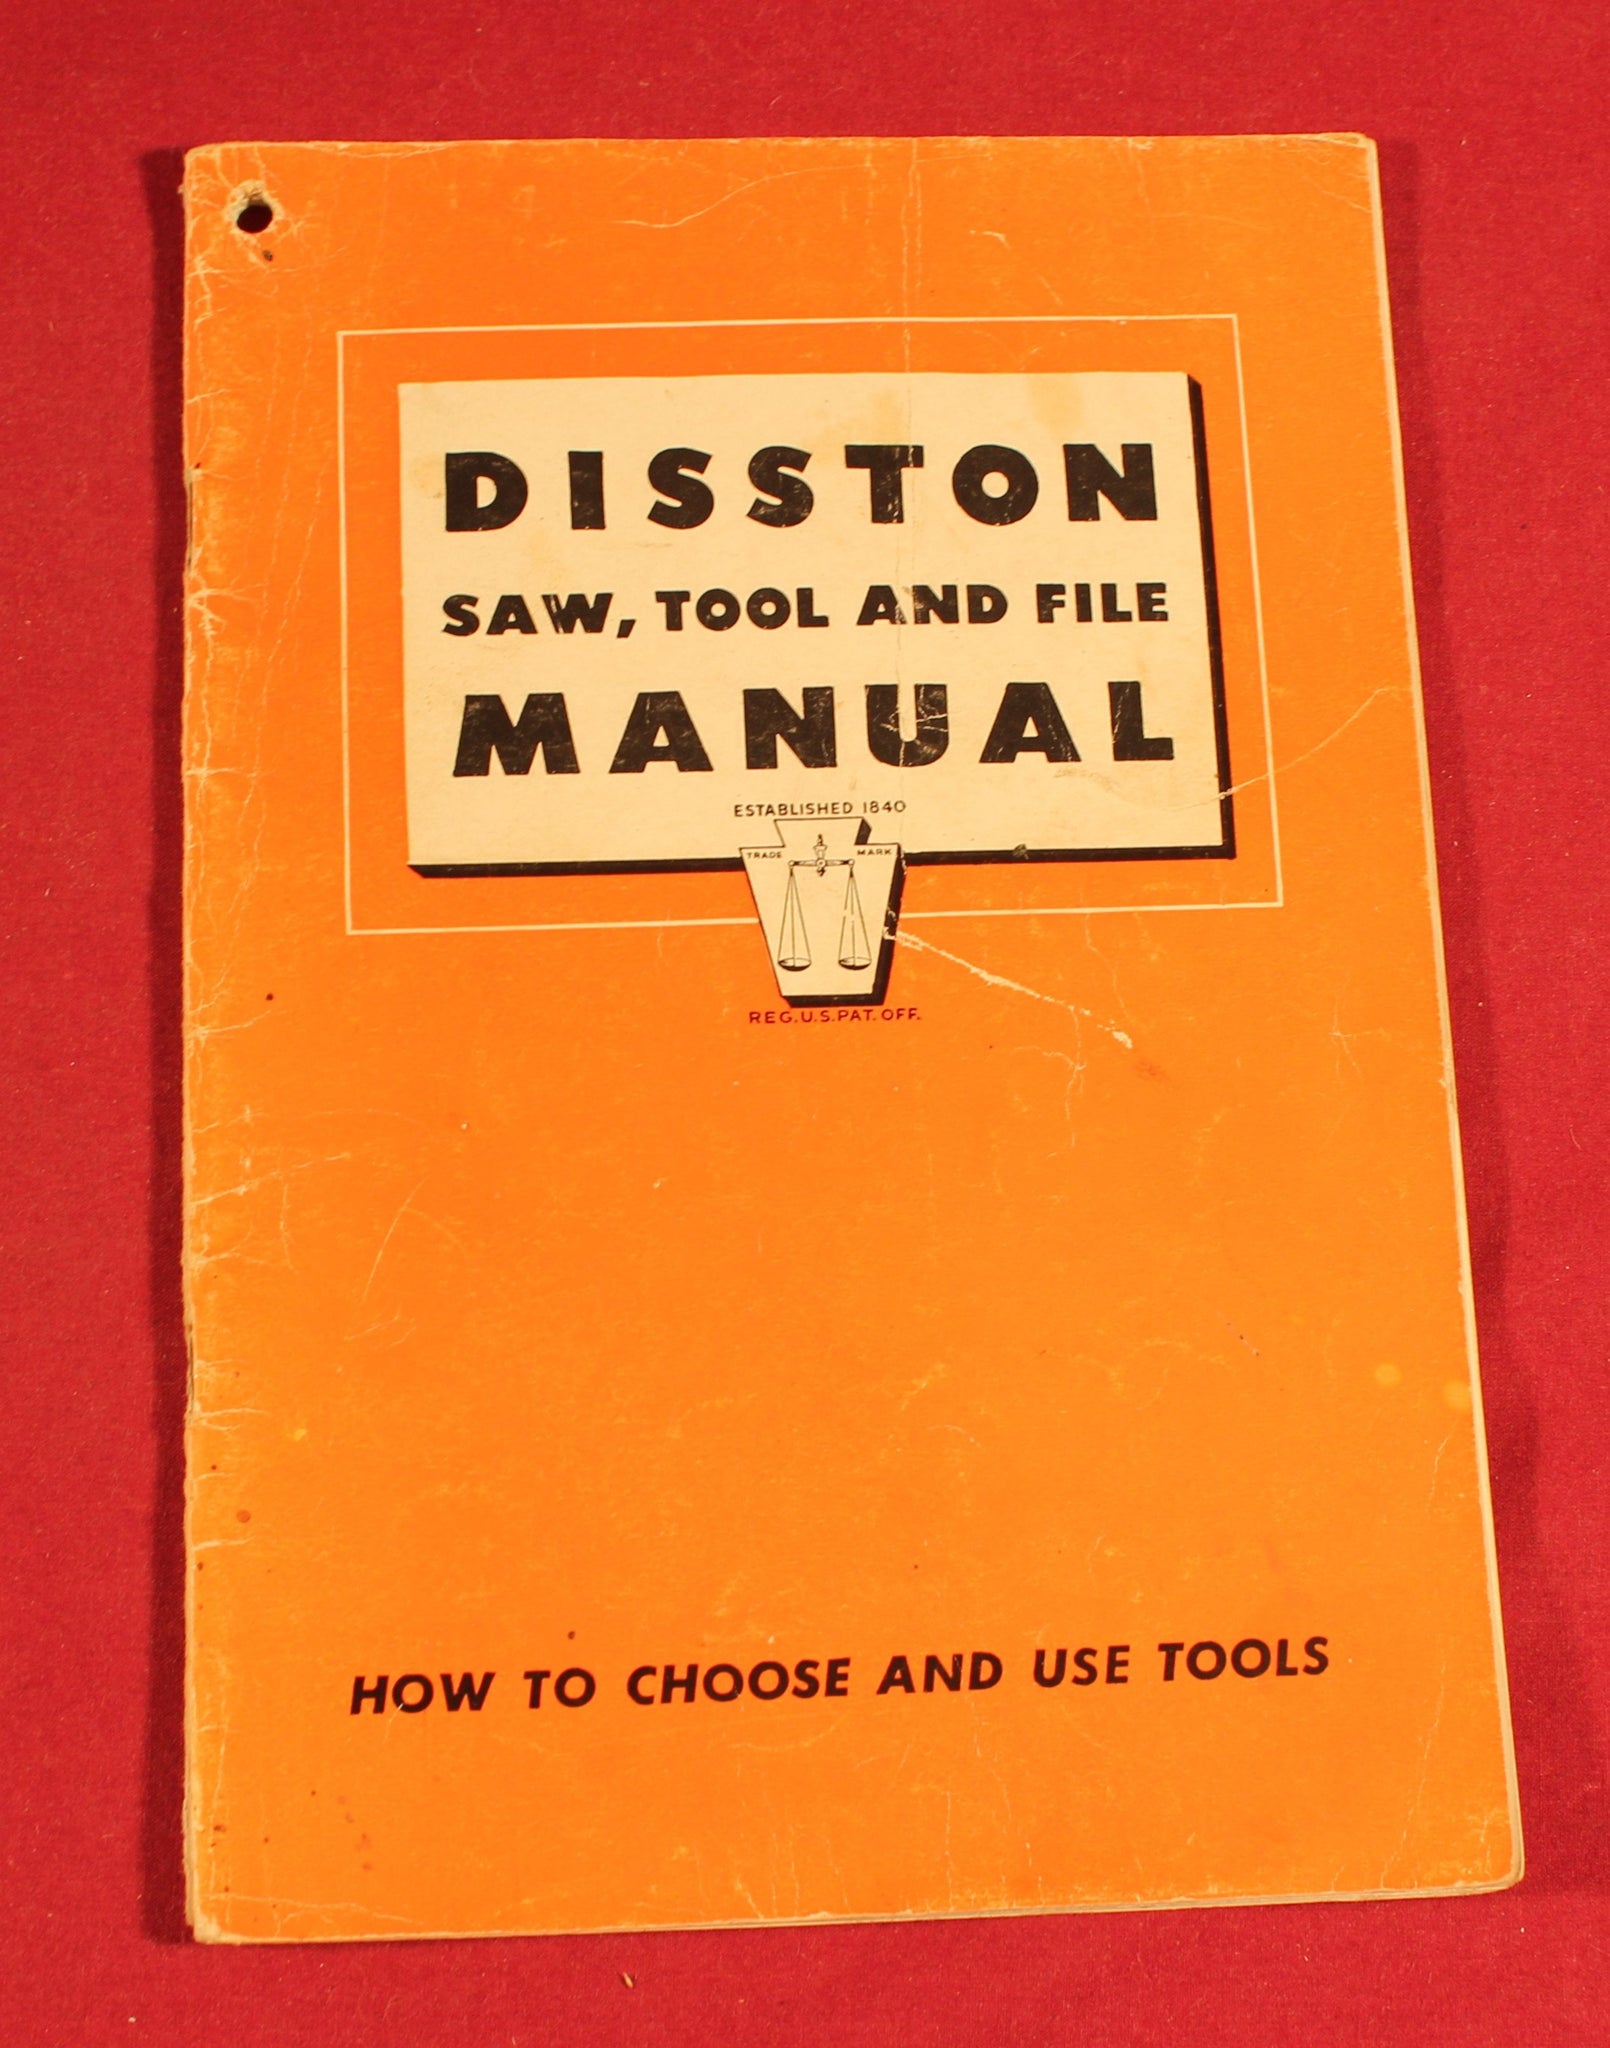 DISSTON
SAW, TOOL AND FILE
MANUAL
ESTABLISHED 1840
TRADE MARK
REG.U.S.PAT.OFF.
HOW TO CHOOSE AND USE TOOLS